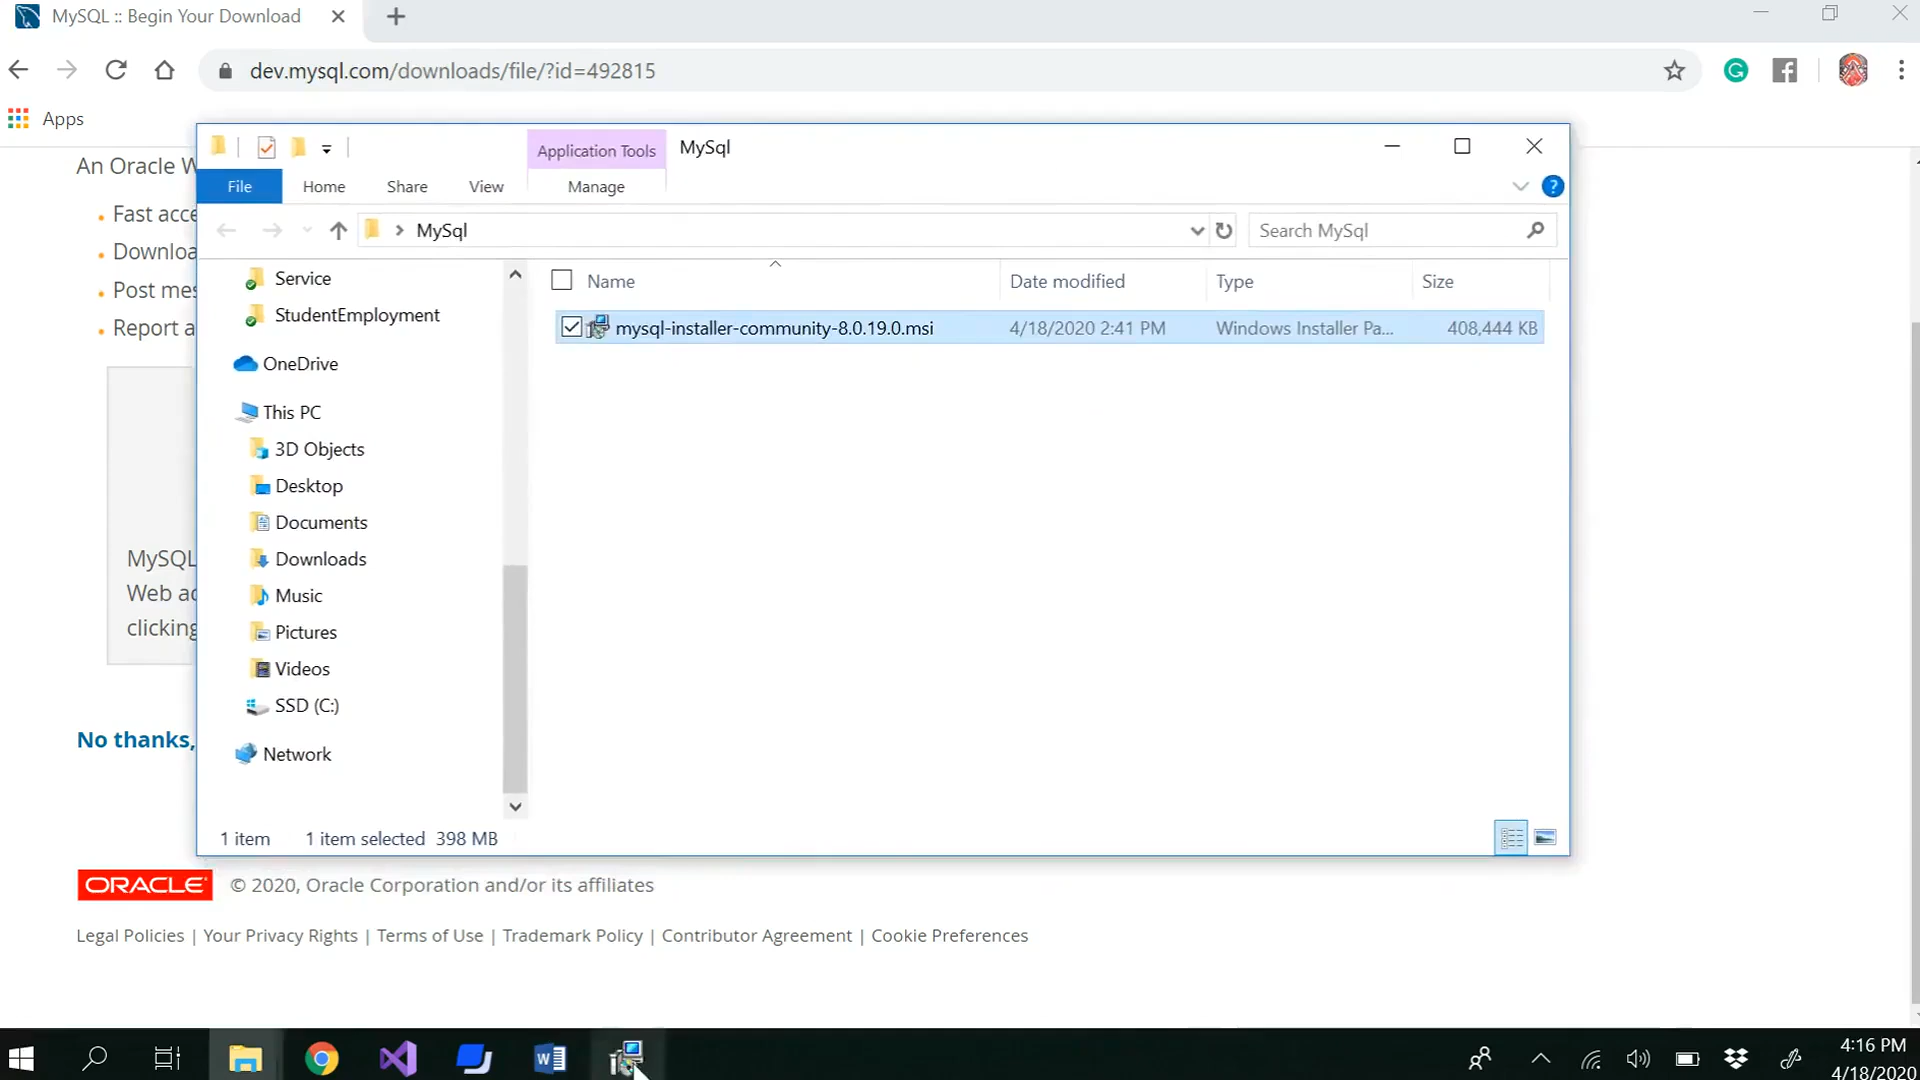 MySQL :: Begin Your Download
dev.mysql.com/downloads/file/?id=492815
Apps
An Oracle W
Fast acce
Downloa
Post mes
Report a
MySQL
Web ac
clicking
No thanks,
Application Tools
MySql
File
Home
Share
View
Manage
MySql
Search MySql
Service
StudentEmployment
OneDrive
This PC
3D Objects
Desktop
Documents
Downloads
Music
Pictures
Videos
SSD (C:)
Network
Name Date modified Type Size
mysql-installer-community-8.0.19.0.msi 4/18/2020 2:41 PM Windows Installer Pa... 408,444 KB
1 item 1 item selected 398 MB
ORACLE © 2020, Oracle Corporation and/or its affiliates
Legal Policies | Your Privacy Rights | Terms of Use | Trademark Policy | Contributor Agreement | Cookie Preferences
4:16 PM
4/18/2020